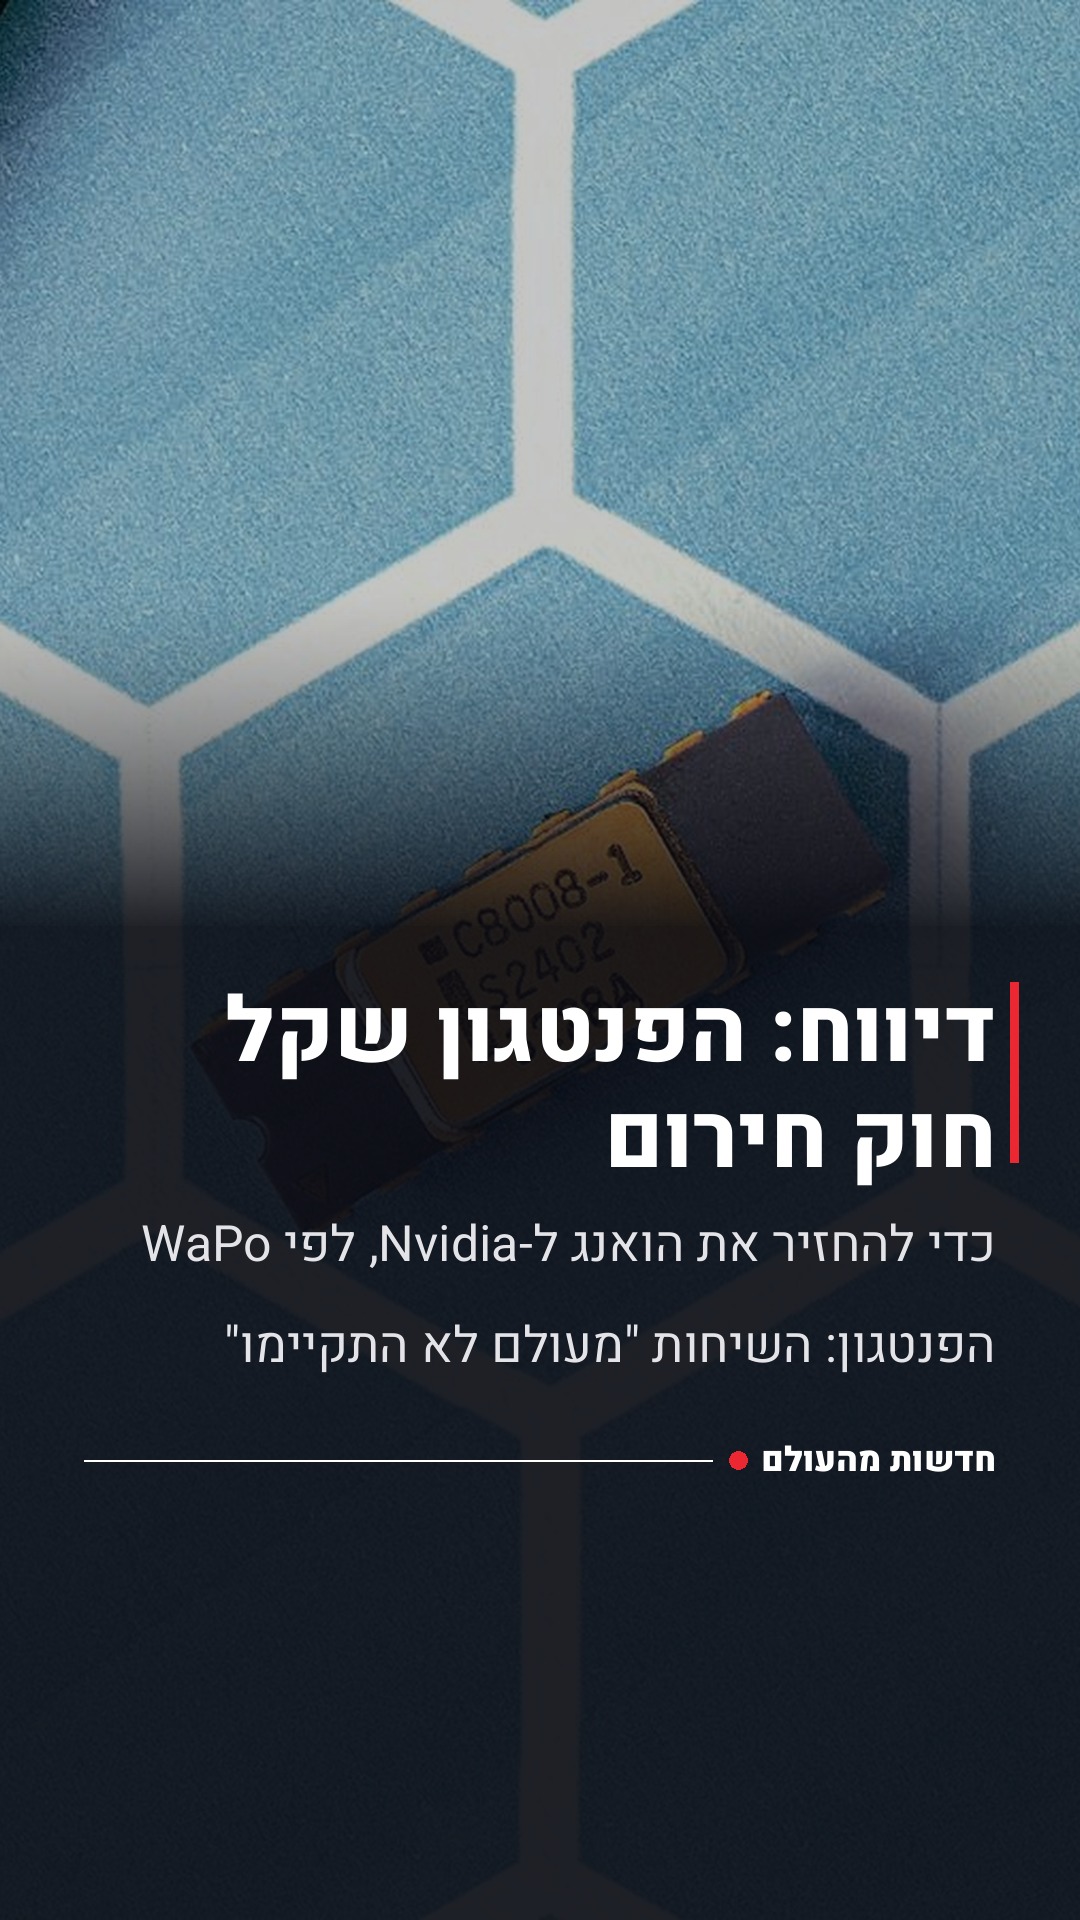 C8008-1
S2402
דיווח: הפנטגון שקל
חוק חירום
כדי להחזיר את הואנג ל-Nvidia, לפי WaPo
הפנטגון: השיחות "מעולם לא התקיימו"
חדשות מהעולם